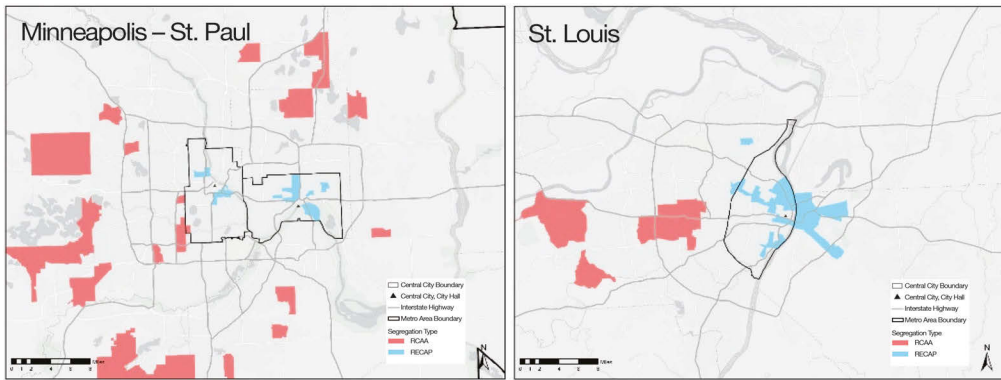 Minneapolis – St. Paul
Central City Boundary
Central City, City Hall
Interstate Highway
Metro Area Boundary
Segregation Type
RCAA
RECAP
N
St. Louis
Central City Boundary
Central City, City Hall
Interstate Highway
Metro Area Boundary
Segregation Type
RCAA
RECAP
N